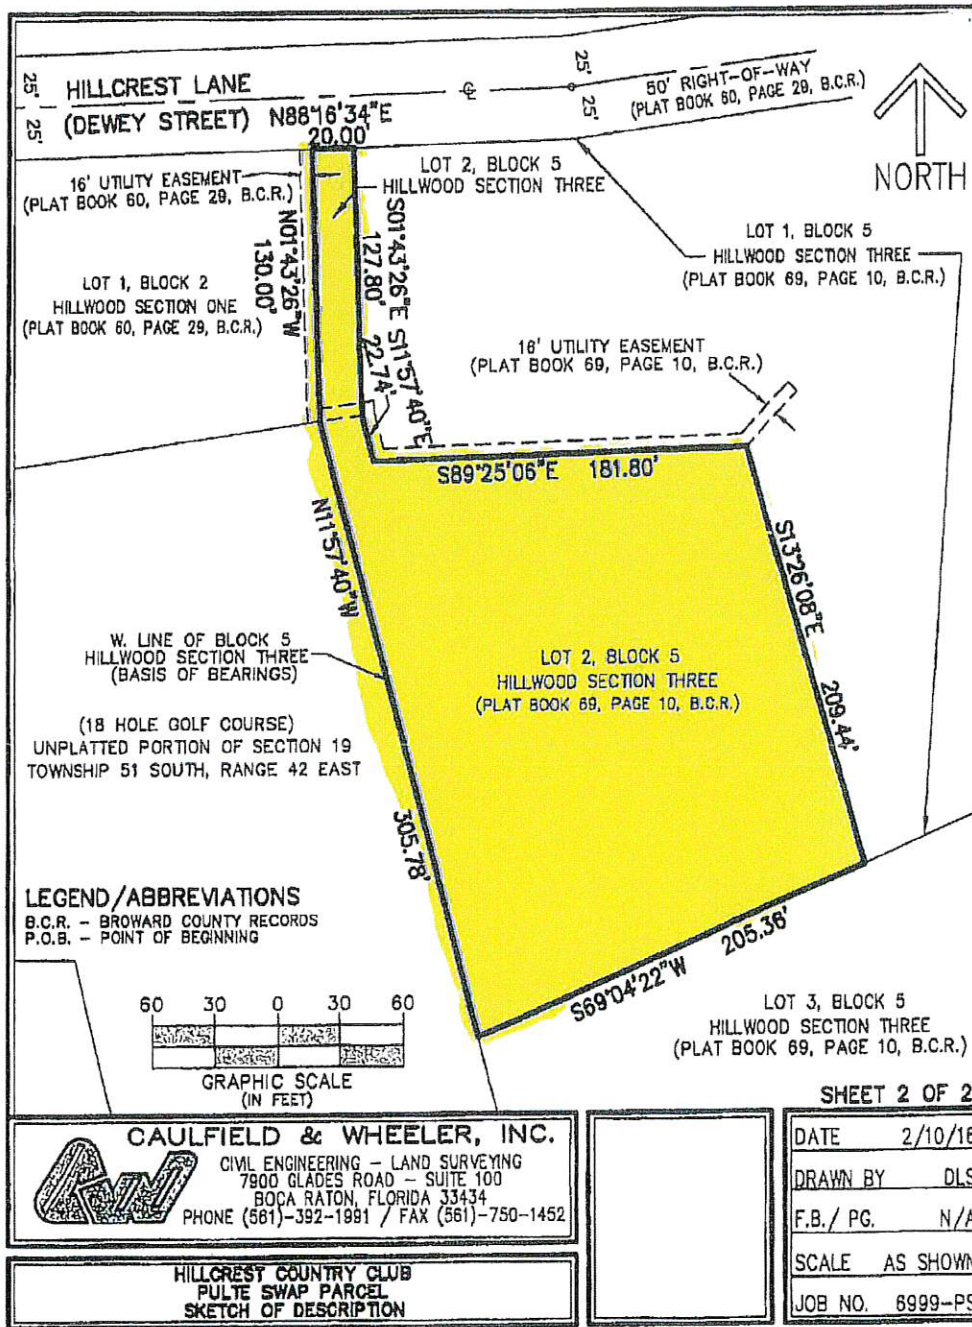 25'
HILLCREST LANE
25'
(DEWEY STREET)
N88°16'34"E
20.00'
℄
25'
25'
50' RIGHT-OF-WAY
(PLAT BOOK 60, PAGE 29, B.C.R.)
NORTH
16' UTILITY EASEMENT
(PLAT BOOK 60, PAGE 29, B.C.R.)
LOT 2, BLOCK 5
HILLWOOD SECTION THREE
N01°43'26"W
130.00'
S01°43'26"E
127.80'
LOT 1, BLOCK 5
HILLWOOD SECTION THREE
(PLAT BOOK 69, PAGE 10, B.C.R.)
LOT 1, BLOCK 2
HILLWOOD SECTION ONE
(PLAT BOOK 60, PAGE 29, B.C.R.)
S11°57'40"E
22.74'
16' UTILITY EASEMENT
(PLAT BOOK 69, PAGE 10, B.C.R.)
S89°25'06"E 181.80'
N11°57'40"W
305.78'
S13°26'08"E
209.44'
W. LINE OF BLOCK 5
HILLWOOD SECTION THREE
(BASIS OF BEARINGS)
LOT 2, BLOCK 5
HILLWOOD SECTION THREE
(PLAT BOOK 69, PAGE 10, B.C.R.)
(18 HOLE GOLF COURSE)
UNPLATTED PORTION OF SECTION 19
TOWNSHIP 51 SOUTH, RANGE 42 EAST
S69°04'22"W 205.36'
LEGEND/ABBREVIATIONS
B.C.R. - BROWARD COUNTY RECORDS
P.O.B. - POINT OF BEGINNING
60 30 0 30 60
GRAPHIC SCALE
(IN FEET)
LOT 3, BLOCK 5
HILLWOOD SECTION THREE
(PLAT BOOK 69, PAGE 10, B.C.R.)
SHEET 2 OF 2
CAULFIELD & WHEELER, INC.
CIVIL ENGINEERING - LAND SURVEYING
7900 GLADES ROAD - SUITE 100
BOCA RATON, FLORIDA 33434
PHONE (561)-392-1991 / FAX (561)-750-1452
HILLCREST COUNTRY CLUB
PULTE SWAP PARCEL
SKETCH OF DESCRIPTION
DATE 2/10/16
DRAWN BY DLS
F.B./ PG. N/A
SCALE AS SHOWN
JOB NO. 6999-PS